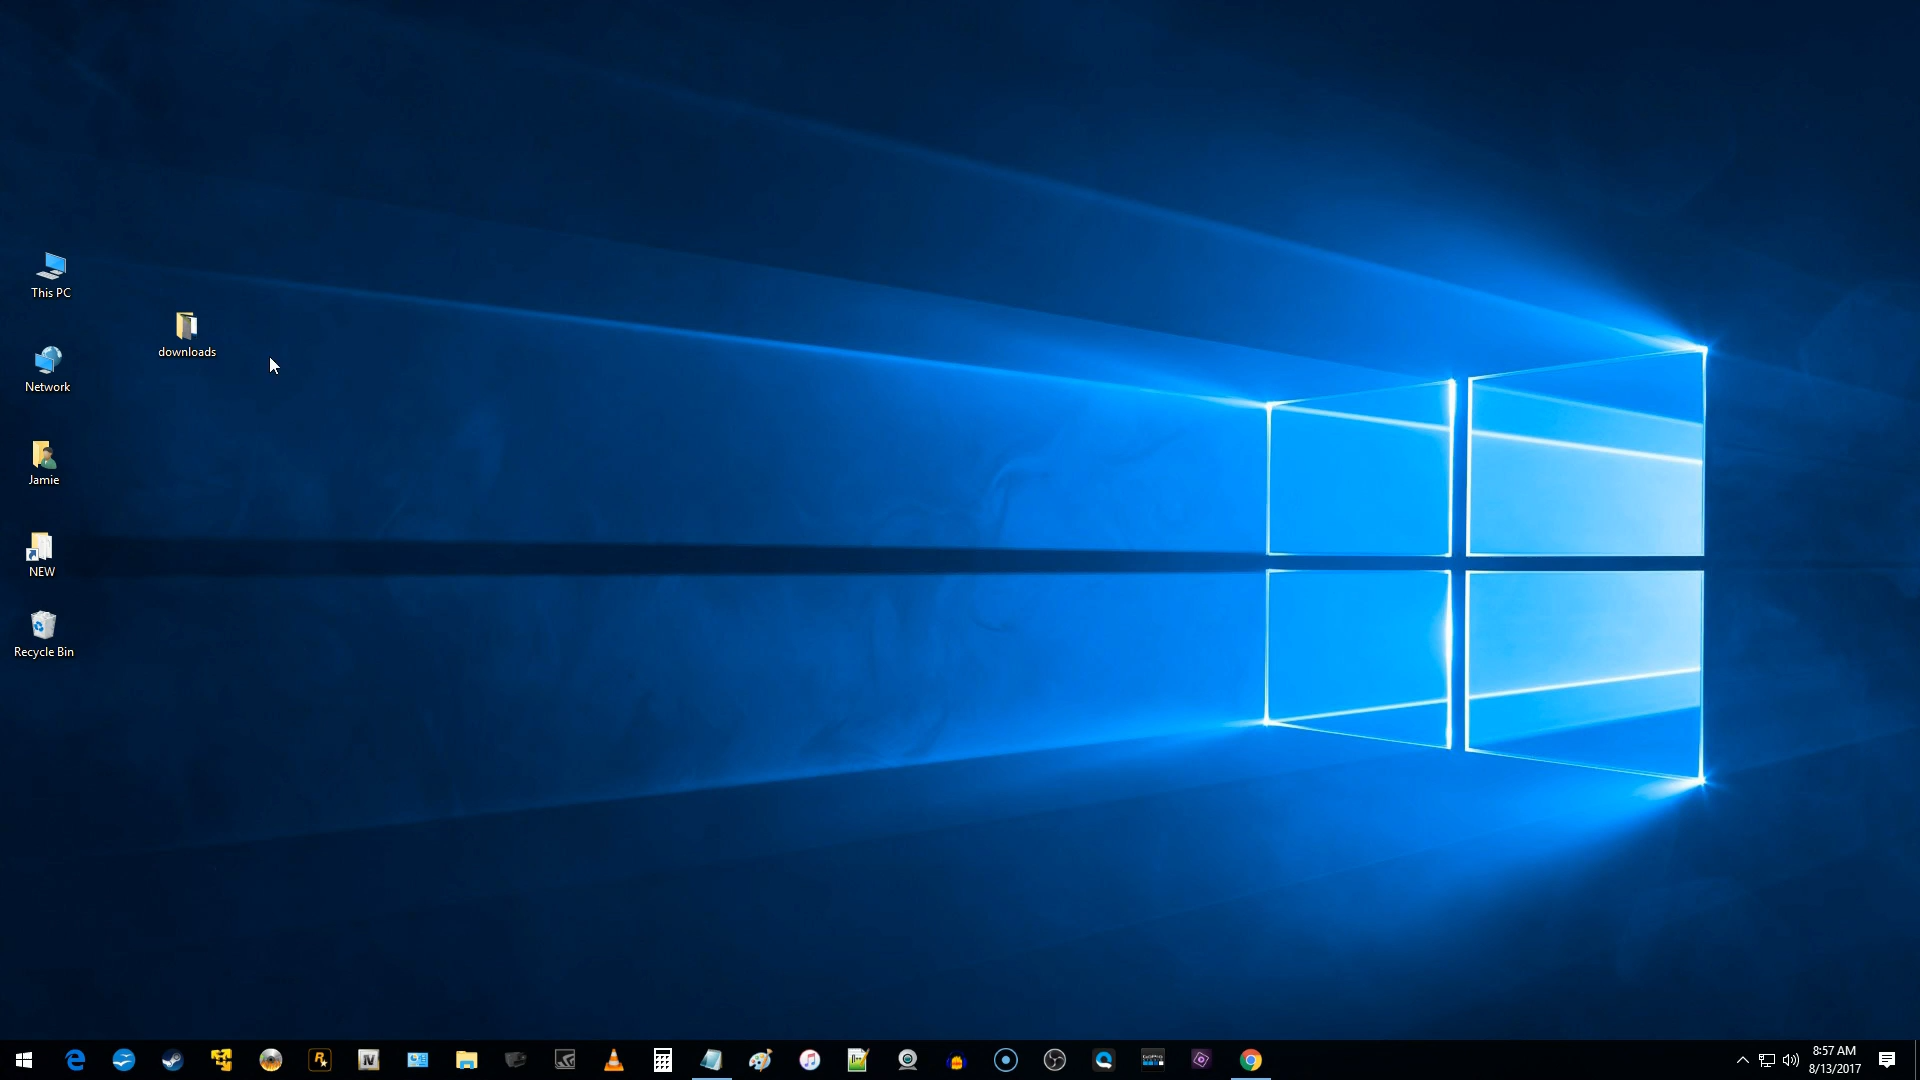 This PC
downloads
Network
Jamie
NEW
Recycle Bin
8:57 AM
8/13/2017